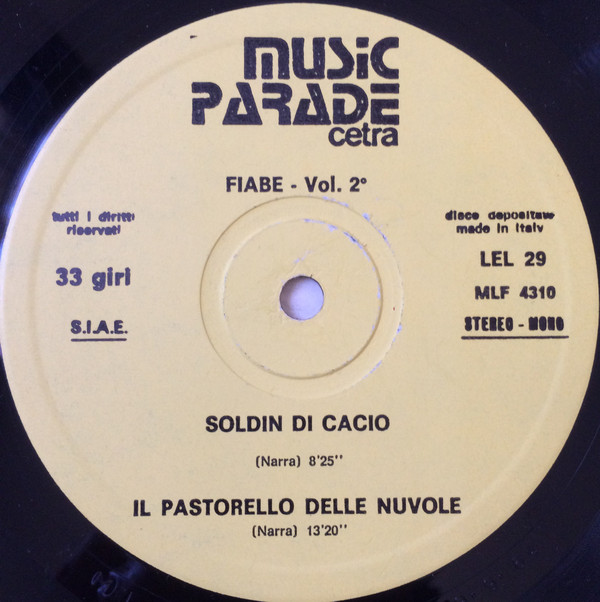 music
PARADE
cetra
FIABE - Vol. 2°
tutti i diritti
riservati
disco depositato
made in Italy
33 giri
LEL 29
MLF 4310
S.I.A.E.
STEREO - MONO
SOLDIN DI CACIO
(Narra) 8'25''
IL PASTORELLO DELLE NUVOLE
(Narra) 13'20''